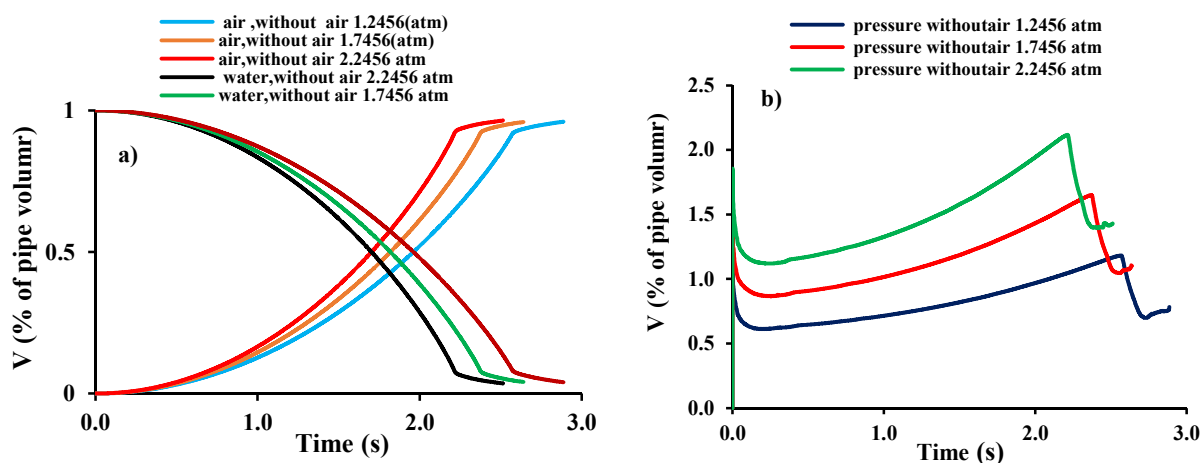 air ,without air 1.2456(atm)
air,without air 1.7456(atm)
air,without air 2.2456 atm
water,without air 2.2456 atm
water,without air 1.7456 atm
a)
V (% of pipe volumr)
1
0.5
0
0.0
1.0
2.0
3.0
Time (s)
pressure withoutair 1.2456 atm
pressure withoutair 1.7456 atm
pressure withoutair 2.2456 atm
b)
V (% of pipe volumr)
2.5
2.0
1.5
1.0
0.5
0.0
0.0
1.0
2.0
3.0
Time (s)